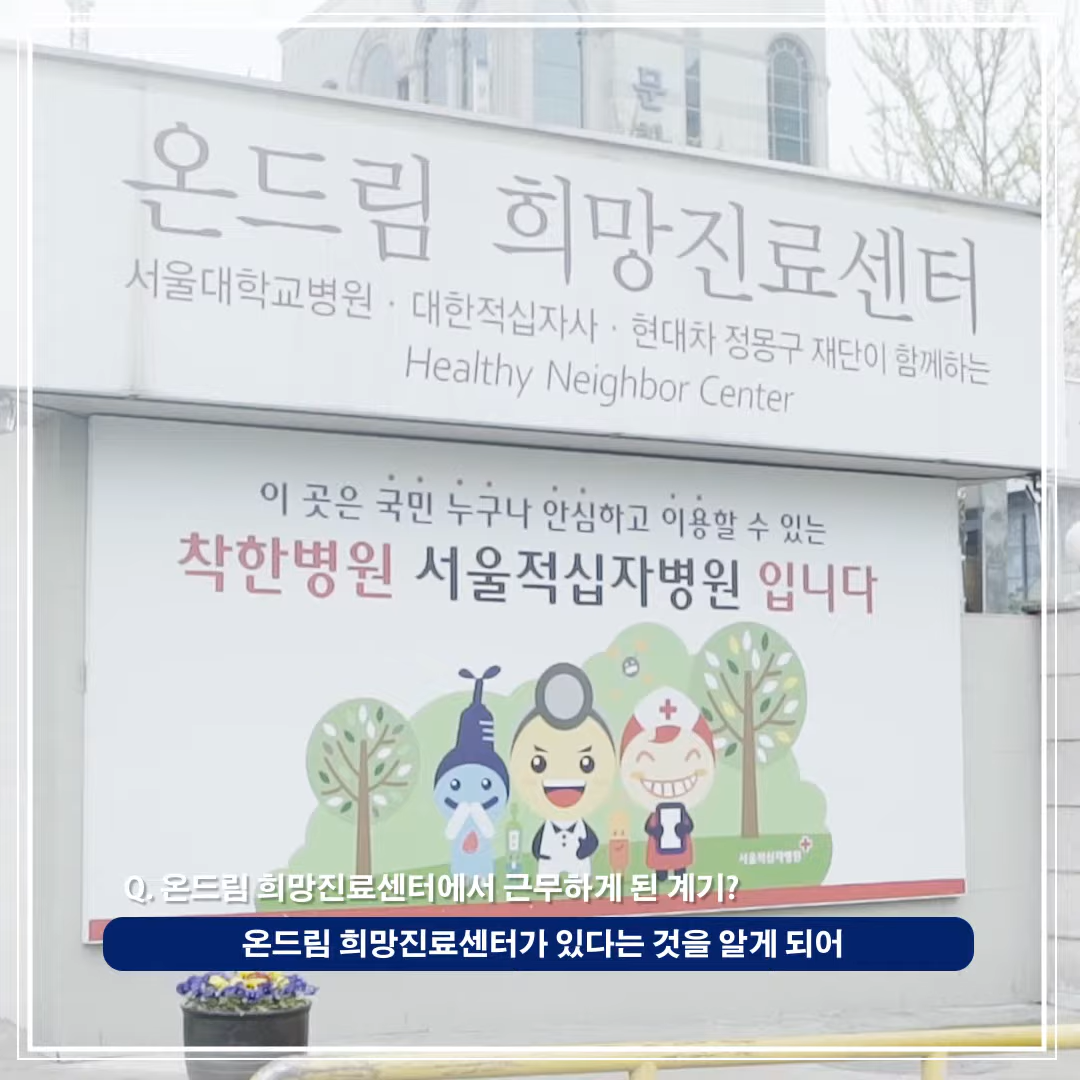 문
온드림 희망진료센터
서울대학교병원 · 대한적십자사 · 현대차 정몽구 재단이 함께하는
Healthy Neighbor Center
이 곳은 국민 누구나 안심하고 이용할 수 있는
착한병원 서울적십자병원 입니다
서울적십자병원
Q. 온드림 희망진료센터에서 근무하게 된 계기?
온드림 희망진료센터가 있다는 것을 알게 되어